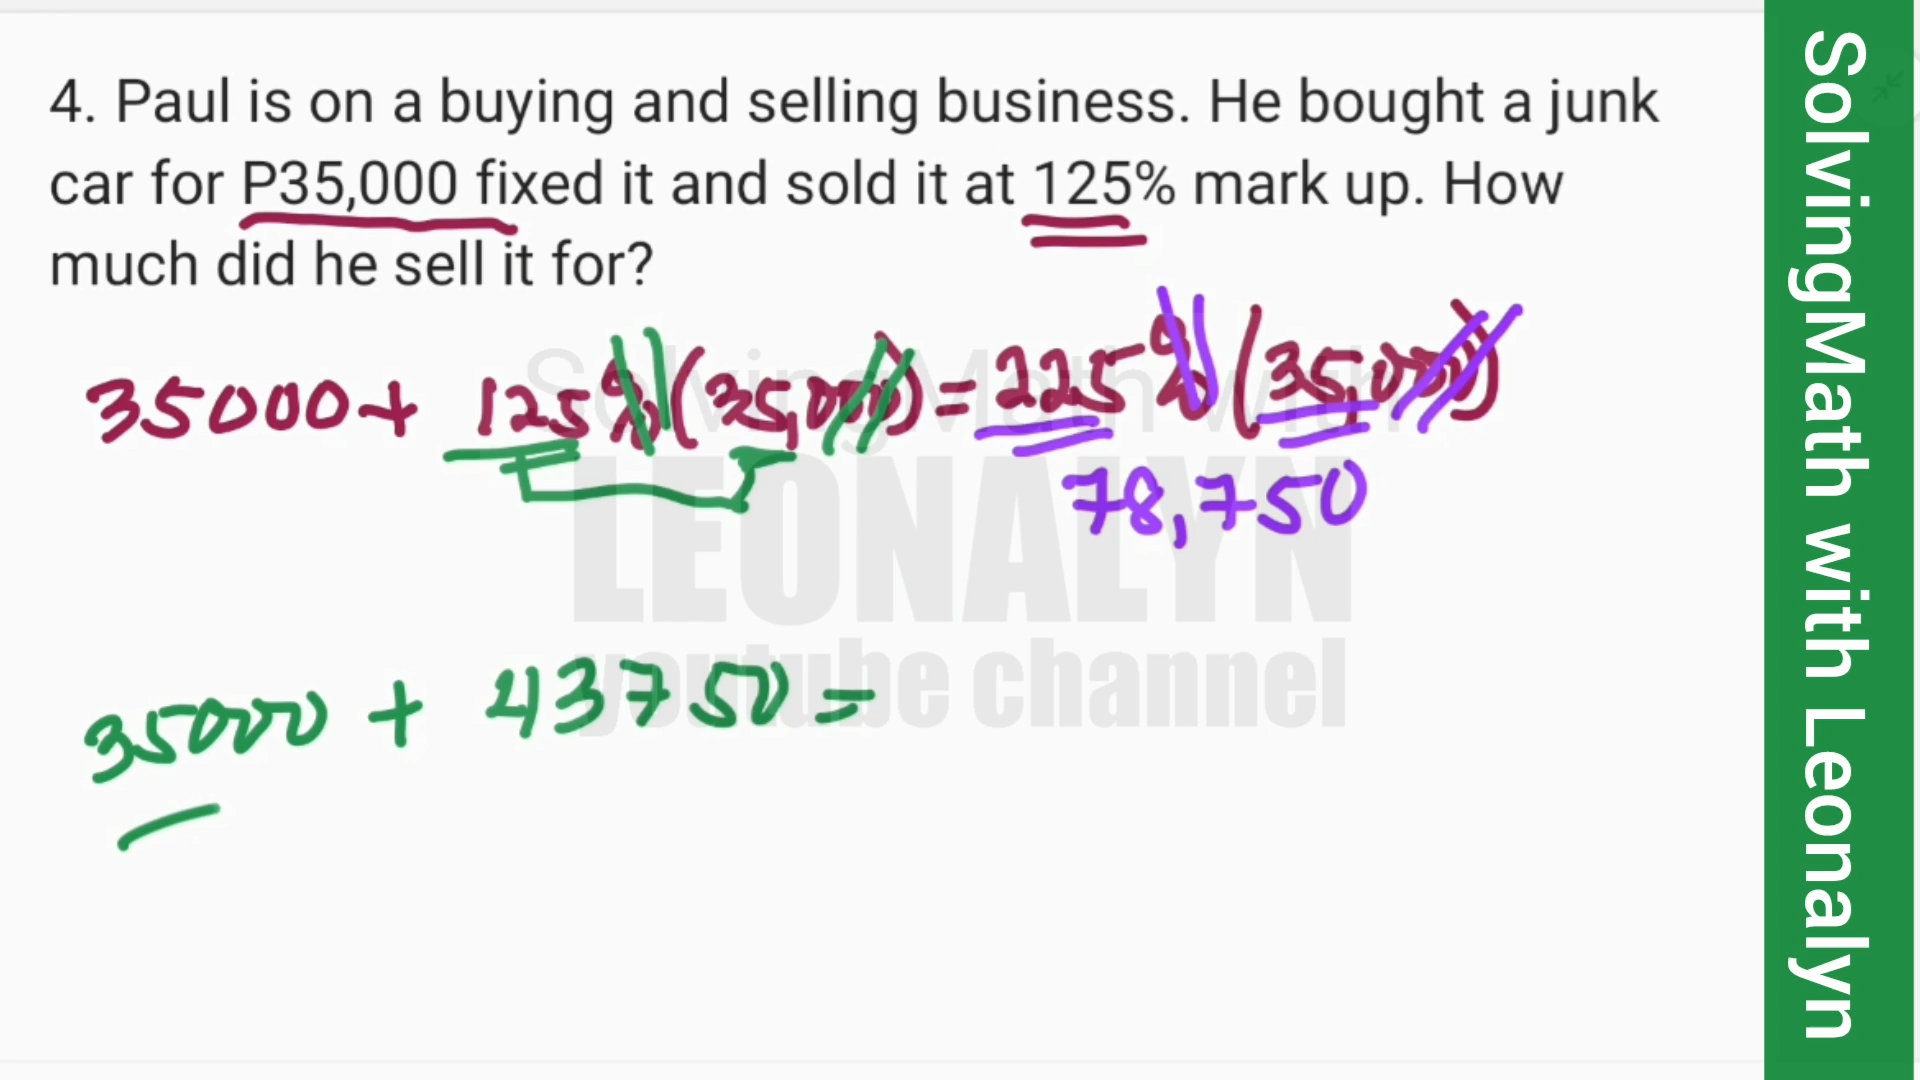 4. Paul is on a buying and selling business. He bought a junk
car for P35,000 fixed it and sold it at 125% mark up. How
much did he sell it for?
35000 + 125%(35,000) = 225%(35,000)
78,750
35000 + 43750 =
SolvingMath with
LEONALYN
youtube channel
SolvingMath with Leonalyn